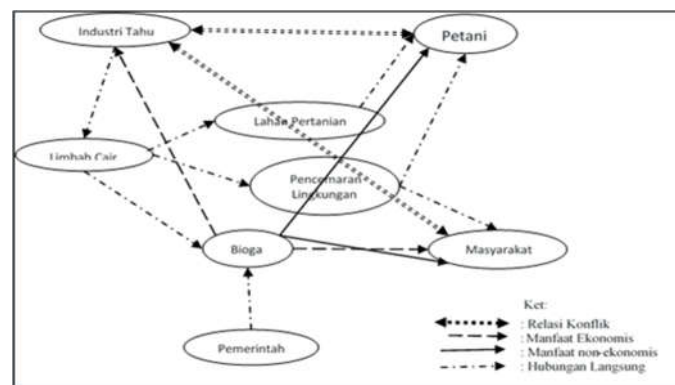 Industri Tahu
Petani
Lahan Pertanian
Limbah Cair
Pencemaran
Lingkungan
Bioga
Masyarakat
Pemerintah
Ket:
: Relasi Konflik
: Manfaat Ekonomis
: Manfaat non-ekonomis
: Hubungan Langsung